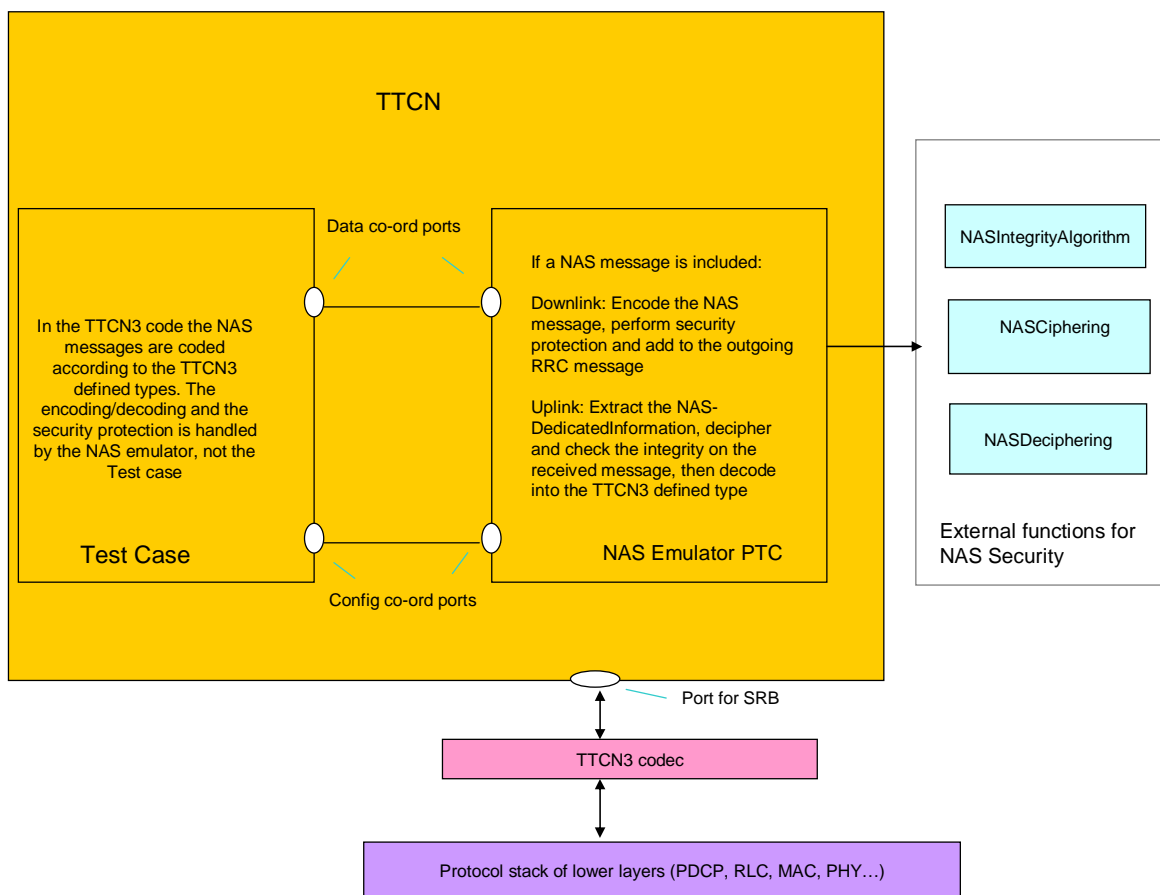 TTCN
Data co-ord ports
In the TTCN3 code the NAS
messages are coded
according to the TTCN3
defined types. The
encoding/decoding and the
security protection is handled
by the NAS emulator, not the
Test case
Test Case
If a NAS message is included:
Downlink: Encode the NAS
message, perform security
protection and add to the outgoing
RRC message
Uplink: Extract the NAS-
DedicatedInformation, decipher
and check the integrity on the
received message, then decode
into the TTCN3 defined type
NAS Emulator PTC
Config co-ord ports
NASIntegrityAlgorithm
NASCiphering
NASDeciphering
External functions for
NAS Security
Port for SRB
TTCN3 codec
Protocol stack of lower layers (PDCP, RLC, MAC, PHY…)